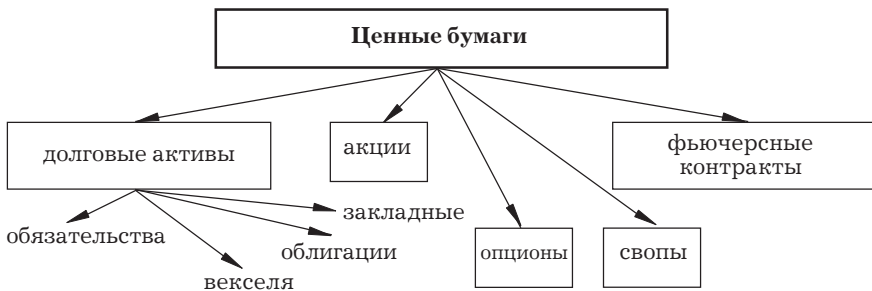 Ценные бумаги
долговые активы
акции
фьючерсные
контракты
закладные
обязательства
облигации
векселя
опционы
свопы